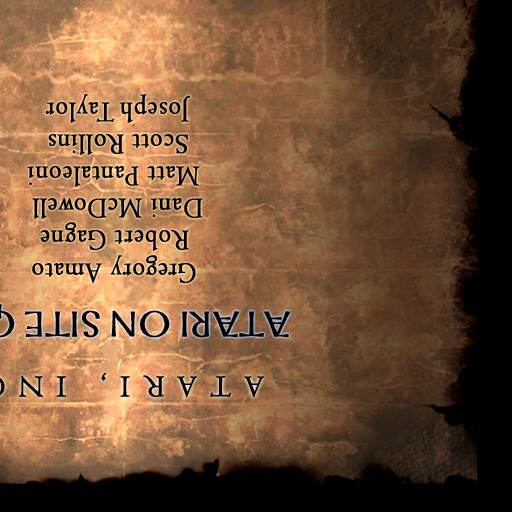 ATARI, INC
ATARI ON SITE Q
Gregory Amato
Robert Gagne
Dani McDowell
Matt Pantaleoni
Scott Rollins
Joseph Taylor